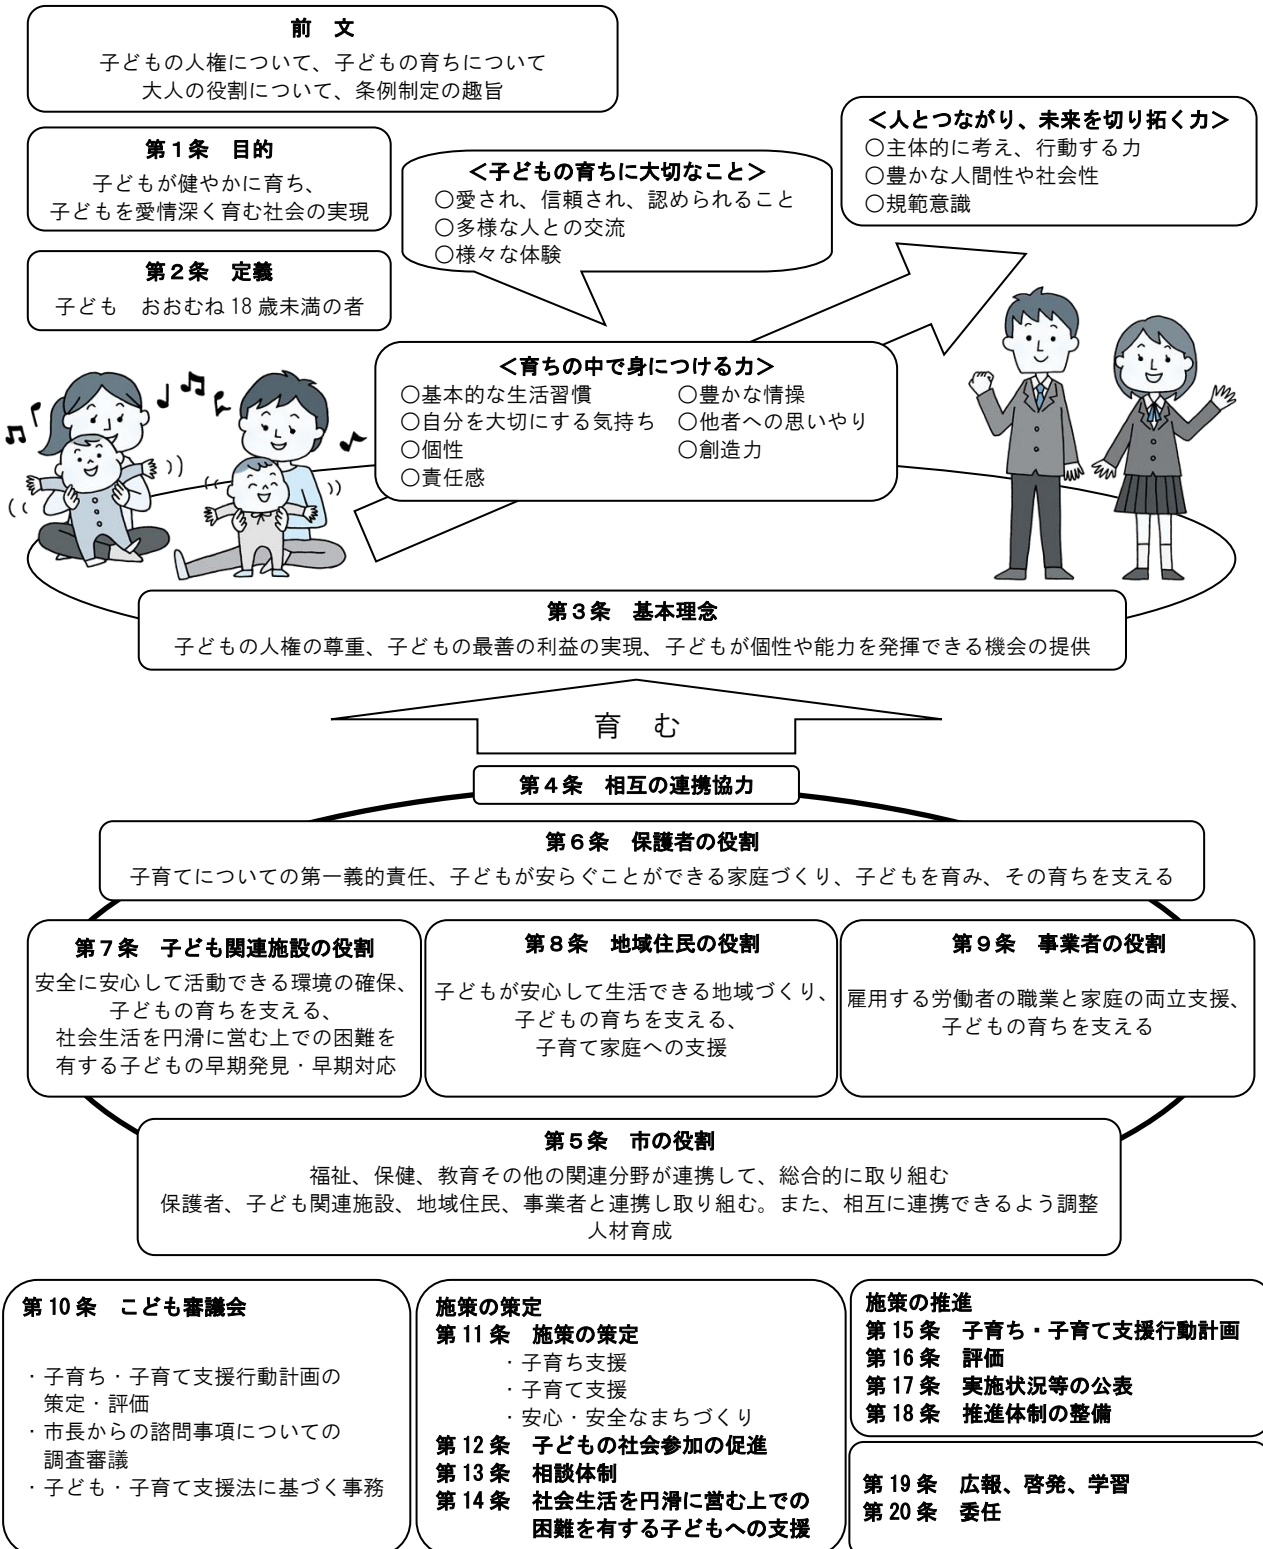 前　文
子どもの人権について、子どもの育ちについて
大人の役割について、条例制定の趣旨
第１条　目的
子どもが健やかに育ち、
子どもを愛情深く育む社会の実現
第２条　定義
子ども　おおむね 18 歳未満の者
＜子どもの育ちに大切なこと＞
○愛され、信頼され、認められること
○多様な人との交流
○様々な体験
＜人とつながり、未来を切り拓く力＞
○主体的に考え、行動する力
○豊かな人間性や社会性
○規範意識
＜育ちの中で身につける力＞
○基本的な生活習慣　○豊かな情操
○自分を大切にする気持ち　○他者への思いやり
○個性　○創造力
○責任感
第３条　基本理念
子どもの人権の尊重、子どもの最善の利益の実現、子どもが個性や能力を発揮できる機会の提供
育　む
第４条　相互の連携協力
第６条　保護者の役割
子育てについての第一義的責任、子どもが安らぐことができる家庭づくり、子どもを育み、その育ちを支える
第７条　子ども関連施設の役割
安全に安心して活動できる環境の確保、
子どもの育ちを支える、
社会生活を円滑に営む上での困難を
有する子どもの早期発見・早期対応
第８条　地域住民の役割
子どもが安心して生活できる地域づくり、
子どもの育ちを支える、
子育て家庭への支援
第９条　事業者の役割
雇用する労働者の職業と家庭の両立支援、
子どもの育ちを支える
第５条　市の役割
福祉、保健、教育その他の関連分野が連携して、総合的に取り組む
保護者、子ども関連施設、地域住民、事業者と連携し取り組む。また、相互に連携できるよう調整
人材育成
第 10 条　こども審議会
・子育ち・子育て支援行動計画の
策定・評価
・市長からの諮問事項についての
調査審議
・子ども・子育て支援法に基づく事務
施策の策定
第 11 条　施策の策定
・子育ち支援
・子育て支援
・安心・安全なまちづくり
第 12 条　子どもの社会参加の促進
第 13 条　相談体制
第 14 条　社会生活を円滑に営む上での
困難を有する子どもへの支援
施策の推進
第 15 条　子育ち・子育て支援行動計画
第 16 条　評価
第 17 条　実施状況等の公表
第 18 条　推進体制の整備
第 19 条　広報、啓発、学習
第 20 条　委任